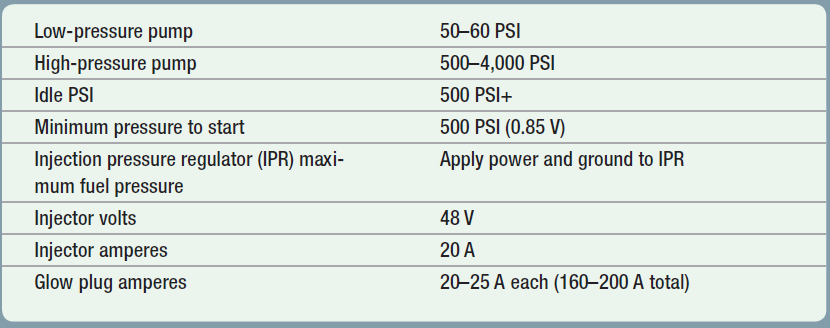 Low-pressure pump 50–60 PSI
High-pressure pump 500–4,000 PSI
Idle PSI 500 PSI+
Minimum pressure to start 500 PSI (0.85 V)
Injection pressure regulator (IPR) maxi- Apply power and ground to IPR
mum fuel pressure
Injector volts 48 V
Injector amperes 20 A
Glow plug amperes 20–25 A each (160–200 A total)